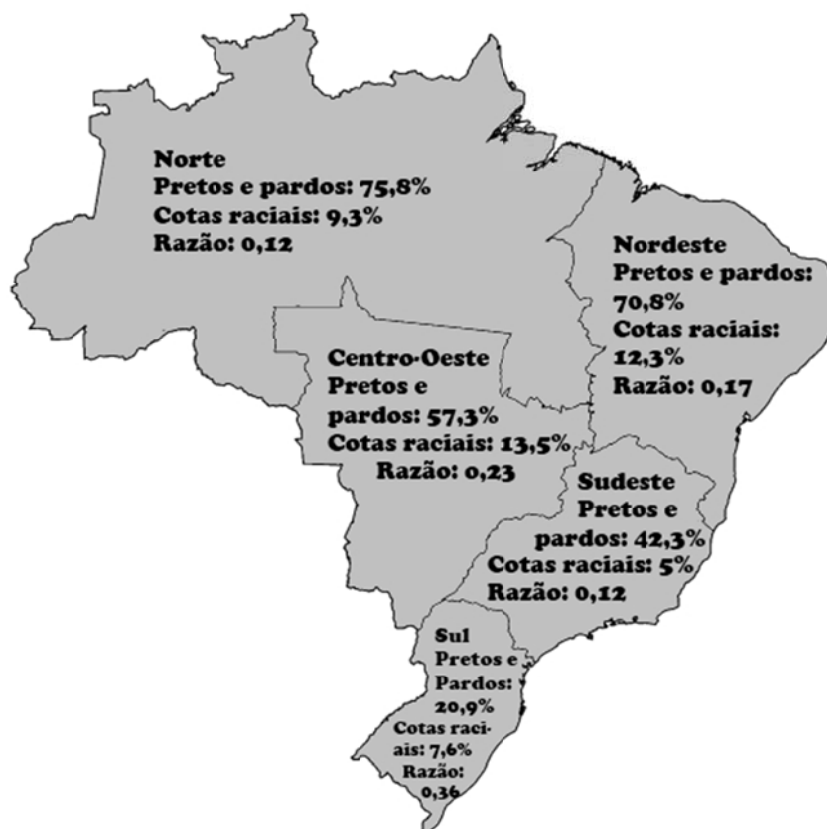 Norte
Pretos e pardos: 75,8%
Cotas raciais: 9,3%
Razão: 0,12
Nordeste
Pretos e pardos:
70,8%
Cotas raciais:
12,3%
Razão: 0,17
Centro-Oeste
Pretos e
pardos: 57,3%
Cotas raciais: 13,5%
Razão: 0,23
Sudeste
Pretos e
pardos: 42,3%
Cotas raciais: 5%
Razão: 0,12
Sul
Pretos e
Pardos:
20,9%
Cotas raci-
ais: 7,6%
Razão:
0,36